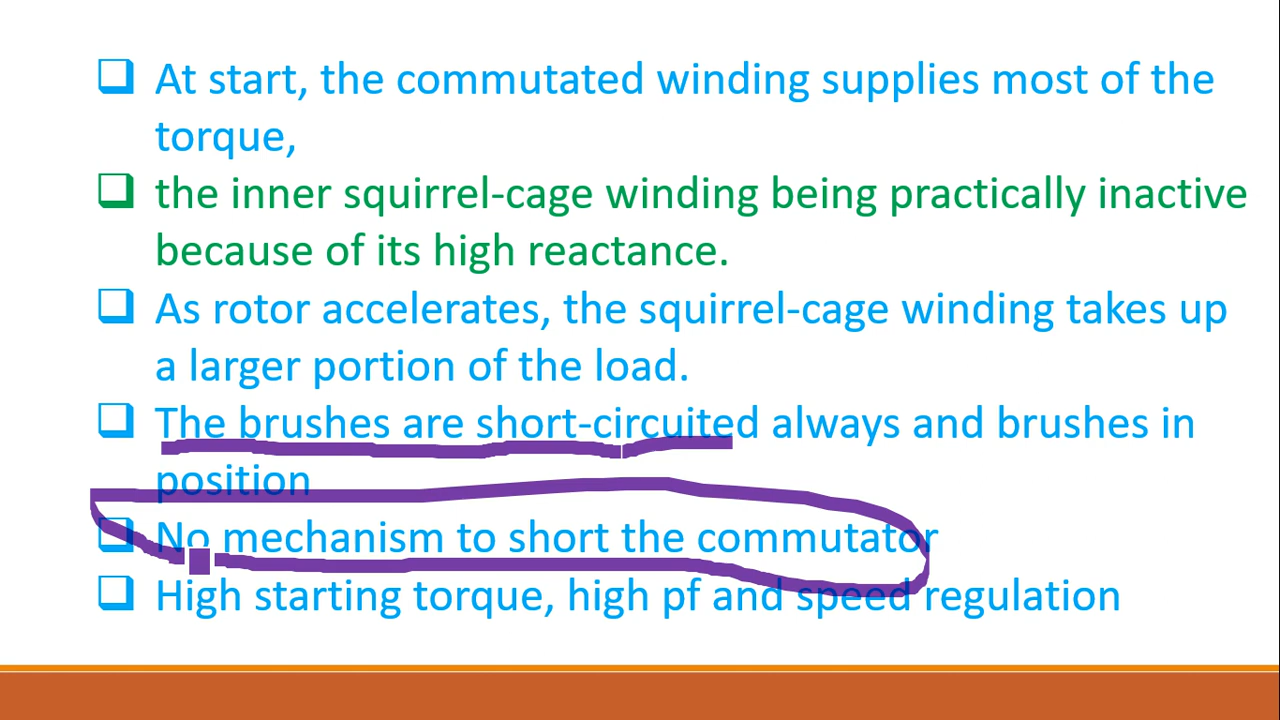 At start, the commutated winding supplies most of the
torque,
the inner squirrel-cage winding being practically inactive
because of its high reactance.
As rotor accelerates, the squirrel-cage winding takes up
a larger portion of the load.
The brushes are short-circuited always and brushes in
position
No mechanism to short the commutator
High starting torque, high pf and speed regulation